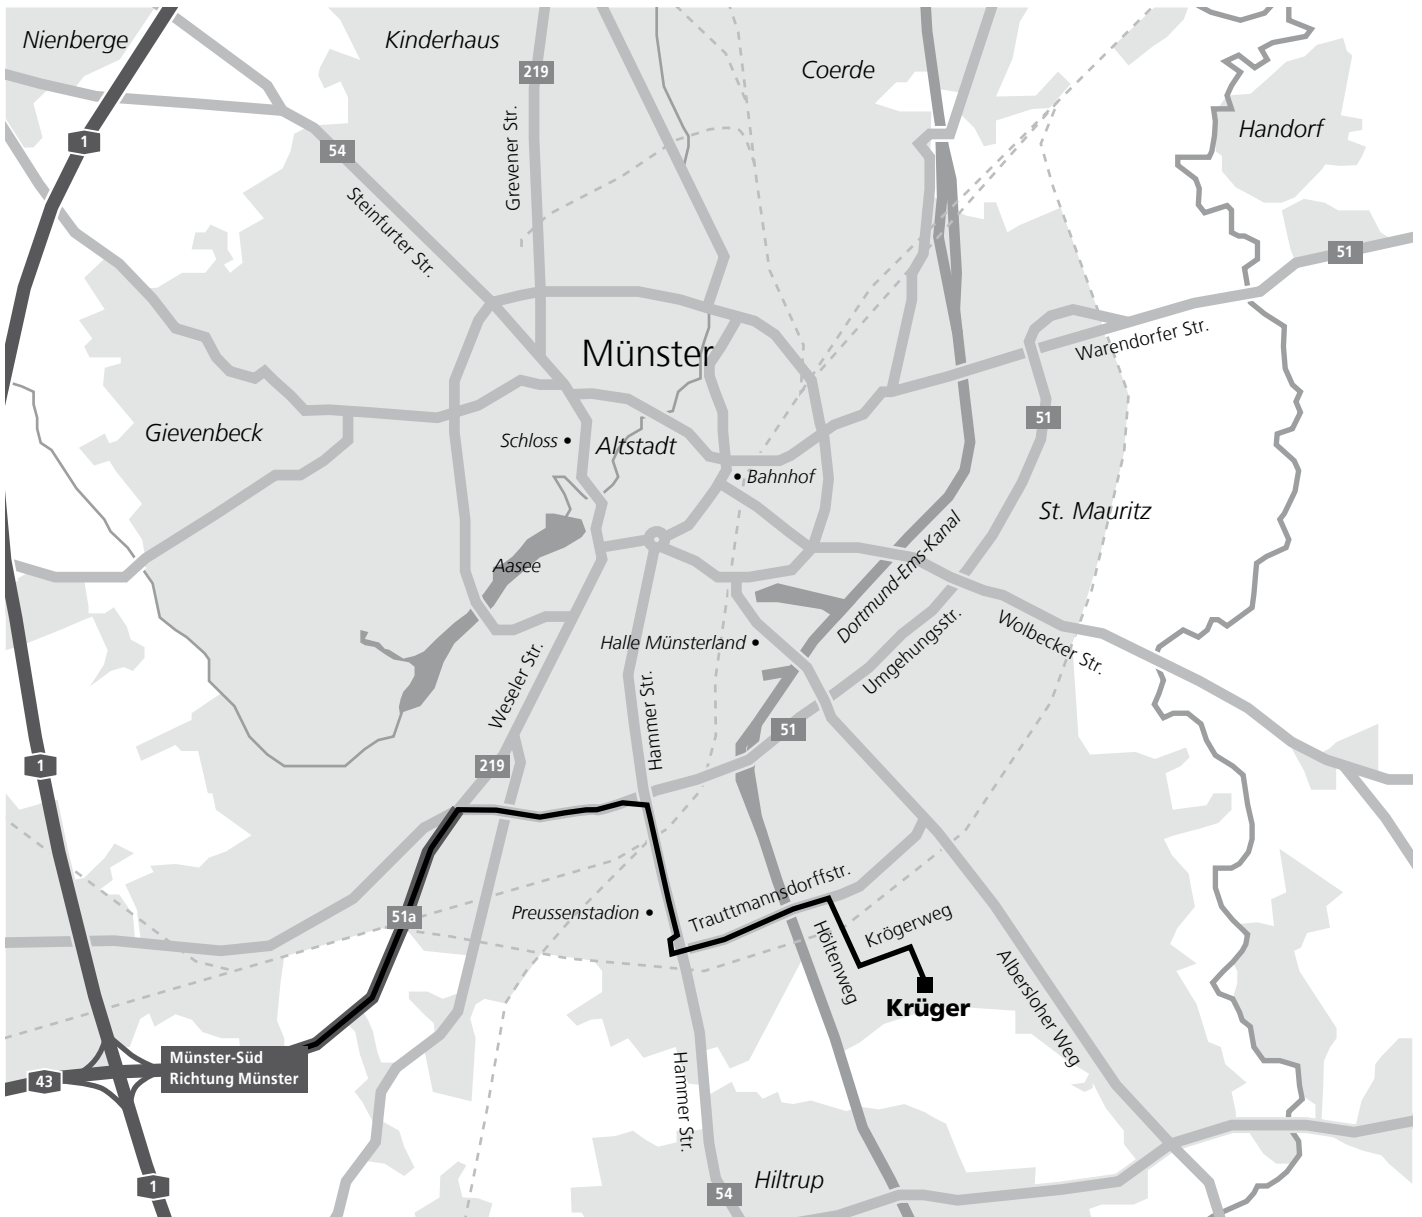 Nienberge
Kinderhaus
Coerde
219
Handorf
1
54
Grevener Str.
Steinfurter Str.
51
Warendorfer Str.
Münster
51
Gievenbeck
Schloss
Altstadt
Bahnhof
St. Mauritz
Aasee
Dortmund-Ems-Kanal
Halle Münsterland
Umgehungsstr.
Wolbecker Str.
Weseler Str.
Hammer Str.
51
219
1
Trauttmannsdorffstr.
51a
Preussenstadion
Krögerweg
Höltenweg
Albersloher Weg
Krüger
Münster-Süd
Richtung Münster
43
Hammer Str.
1
54
Hiltrup